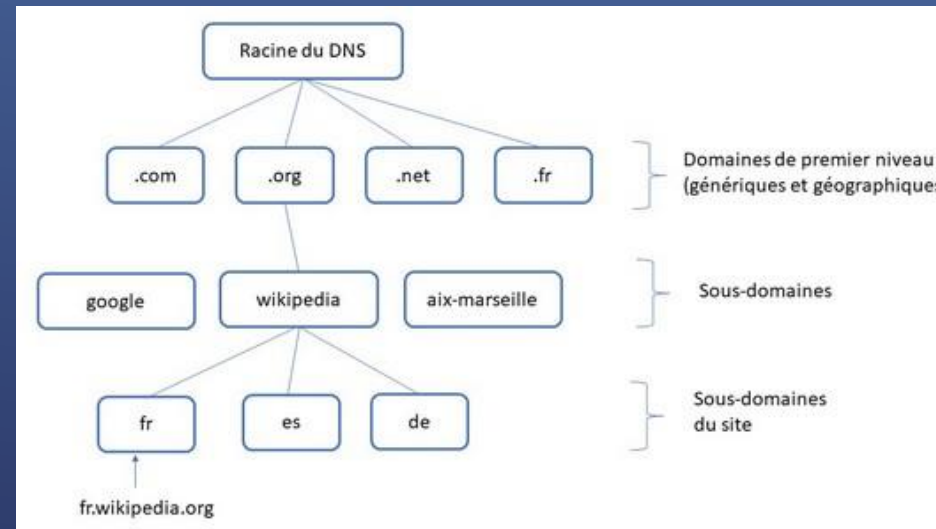 Racine du DNS
.com
.org
.net
.fr
Domaines de premier niveau
(génériques et géographiques
google
wikipedia
aix-marseille
Sous-domaines
fr
es
de
Sous-domaines
du site
fr.wikipedia.org